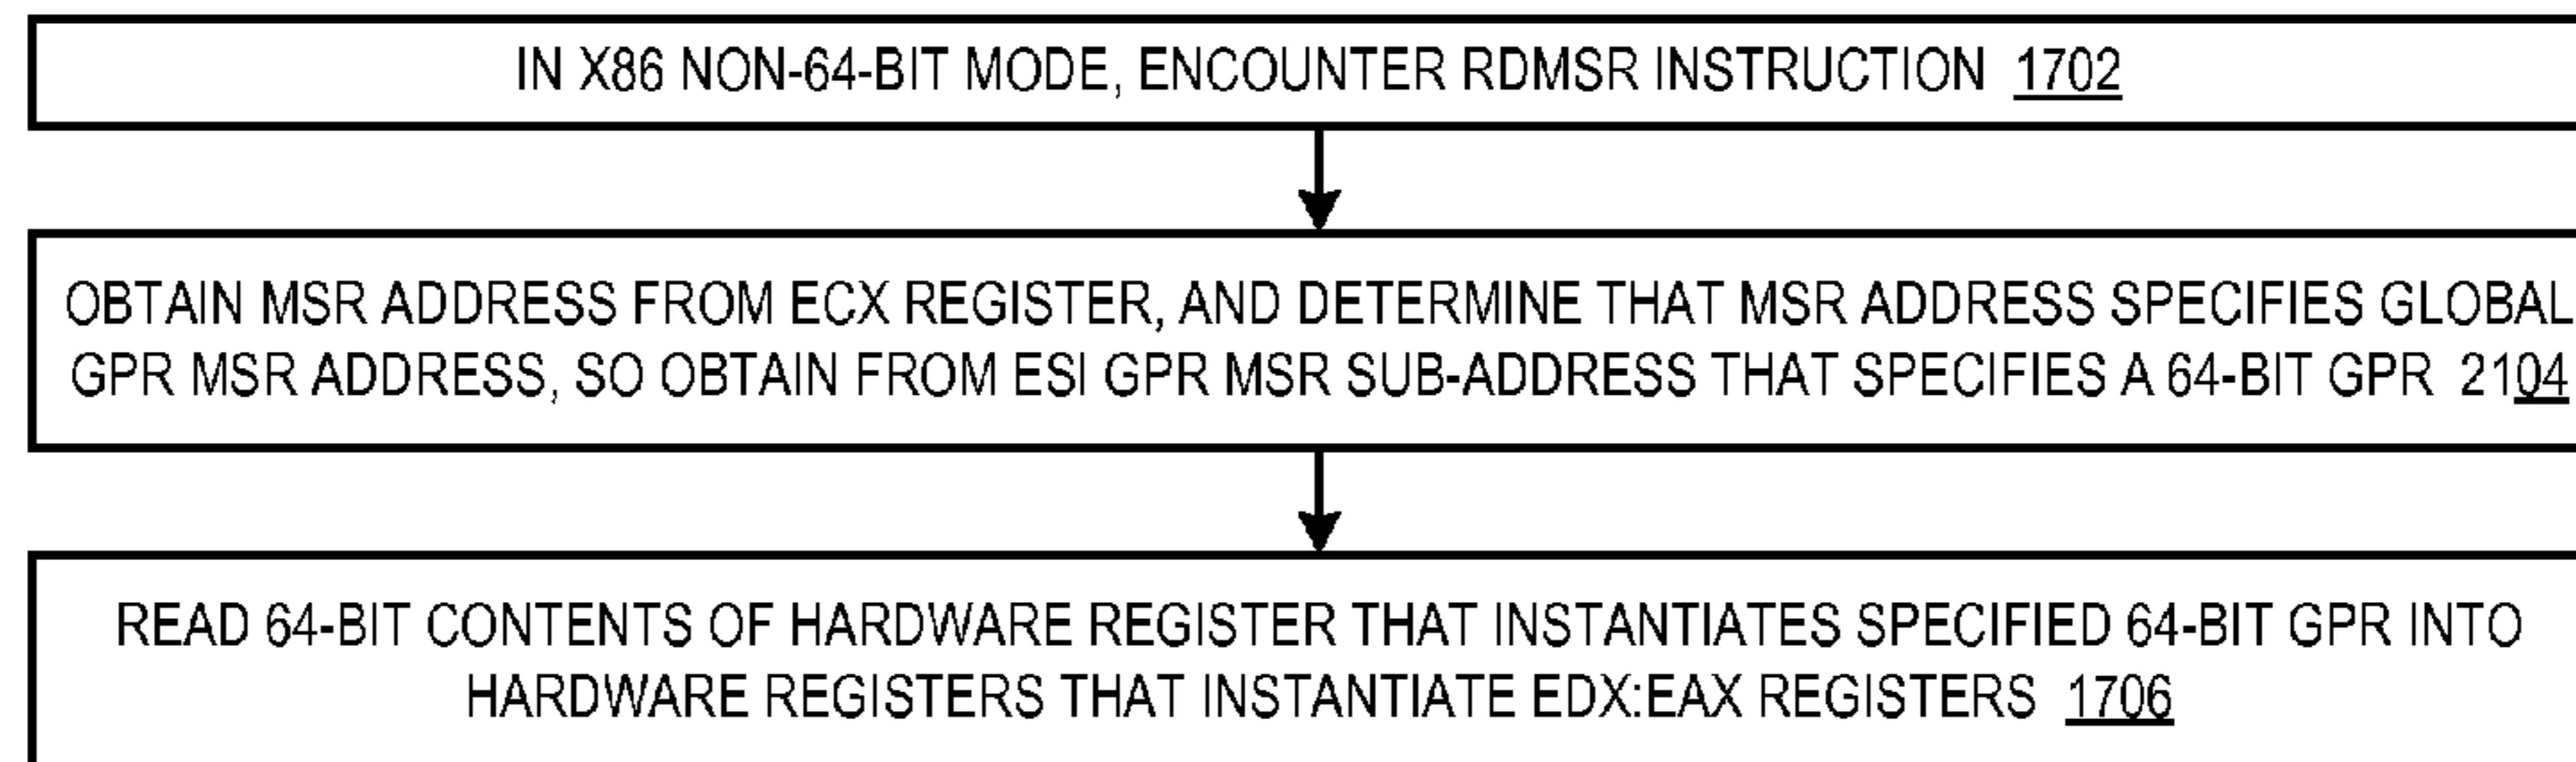 IN X86 NON-64-BIT MODE, ENCOUNTER RDMSR INSTRUCTION 1702
OBTAIN MSR ADDRESS FROM ECX REGISTER, AND DETERMINE THAT MSR ADDRESS SPECIFIES GLOBAL
GPR MSR ADDRESS, SO OBTAIN FROM ESI GPR MSR SUB-ADDRESS THAT SPECIFIES A 64-BIT GPR 2104
READ 64-BIT CONTENTS OF HARDWARE REGISTER THAT INSTANTIATES SPECIFIED 64-BIT GPR INTO
HARDWARE REGISTERS THAT INSTANTIATE EDX:EAX REGISTERS 1706